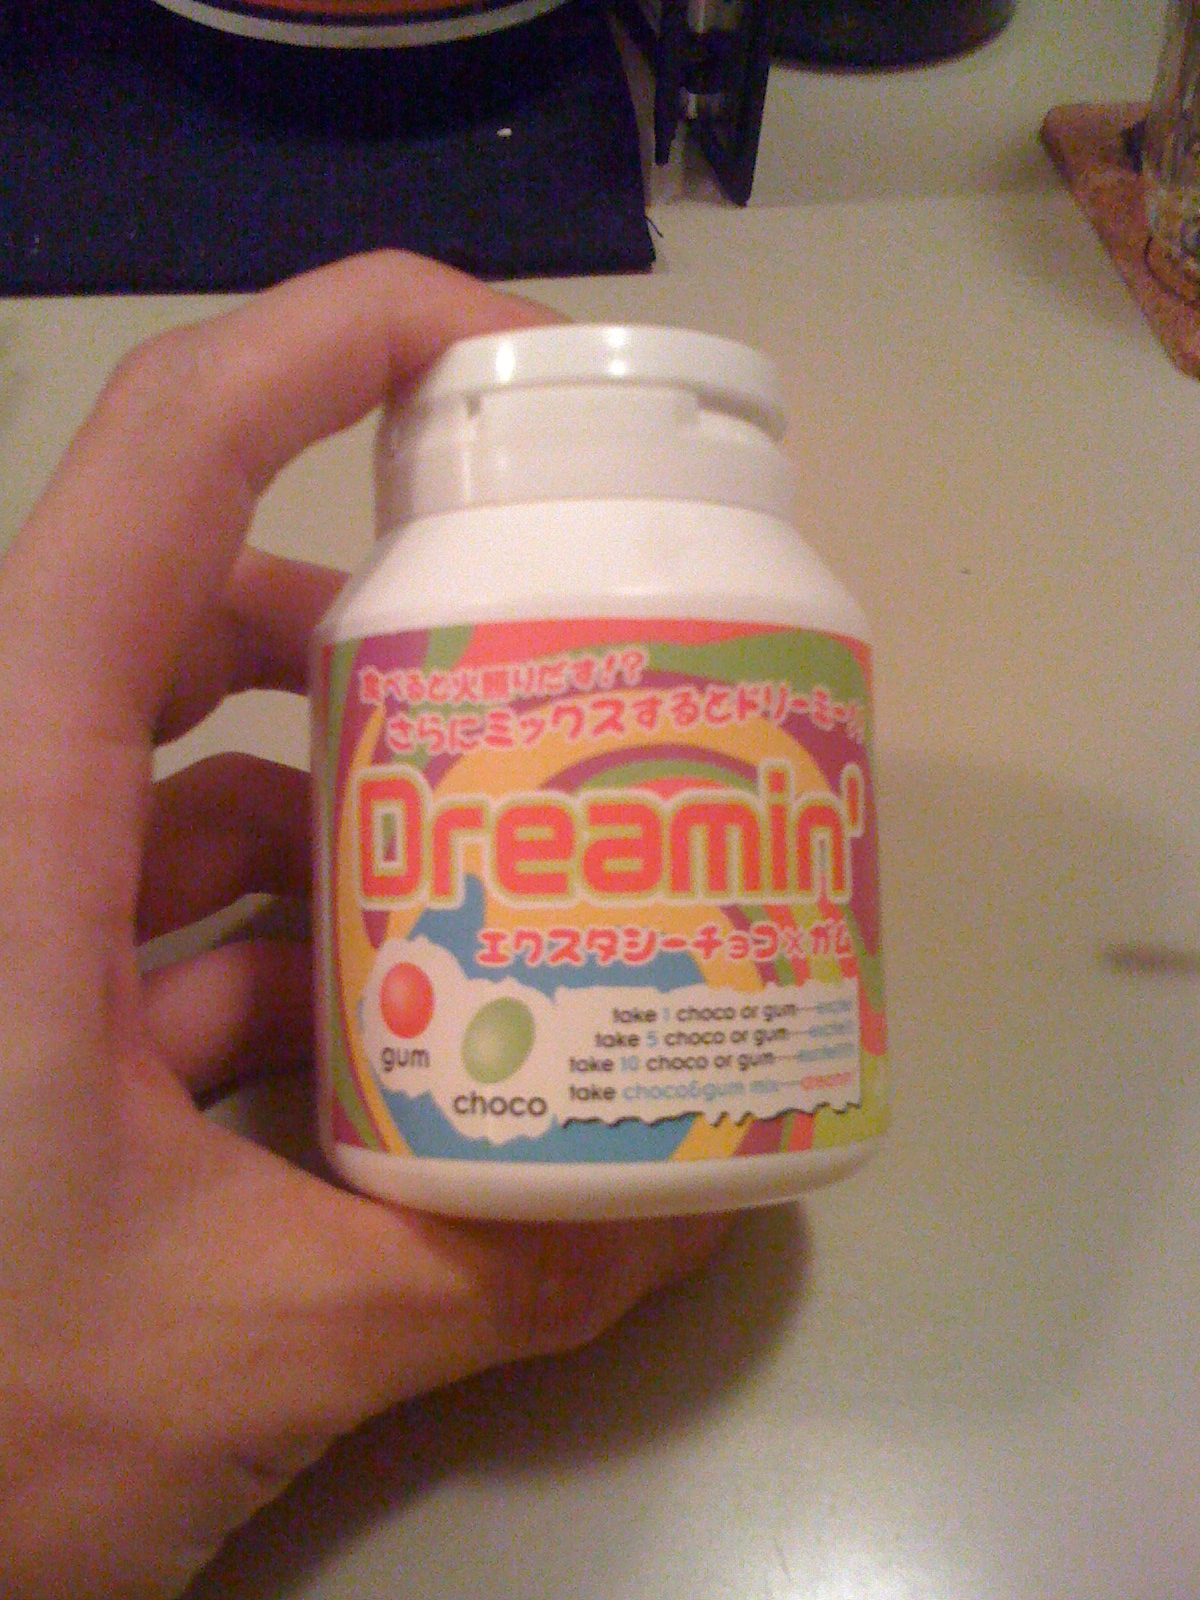 食べると火照りだす!?
さらにミックスするとドリーミー
Dreamin'
エクスタシーチョコ×ガム
gum
choco
take 1 choco or gum
take 5 choco or gum
take 10 choco or gum
take choco&gum mix